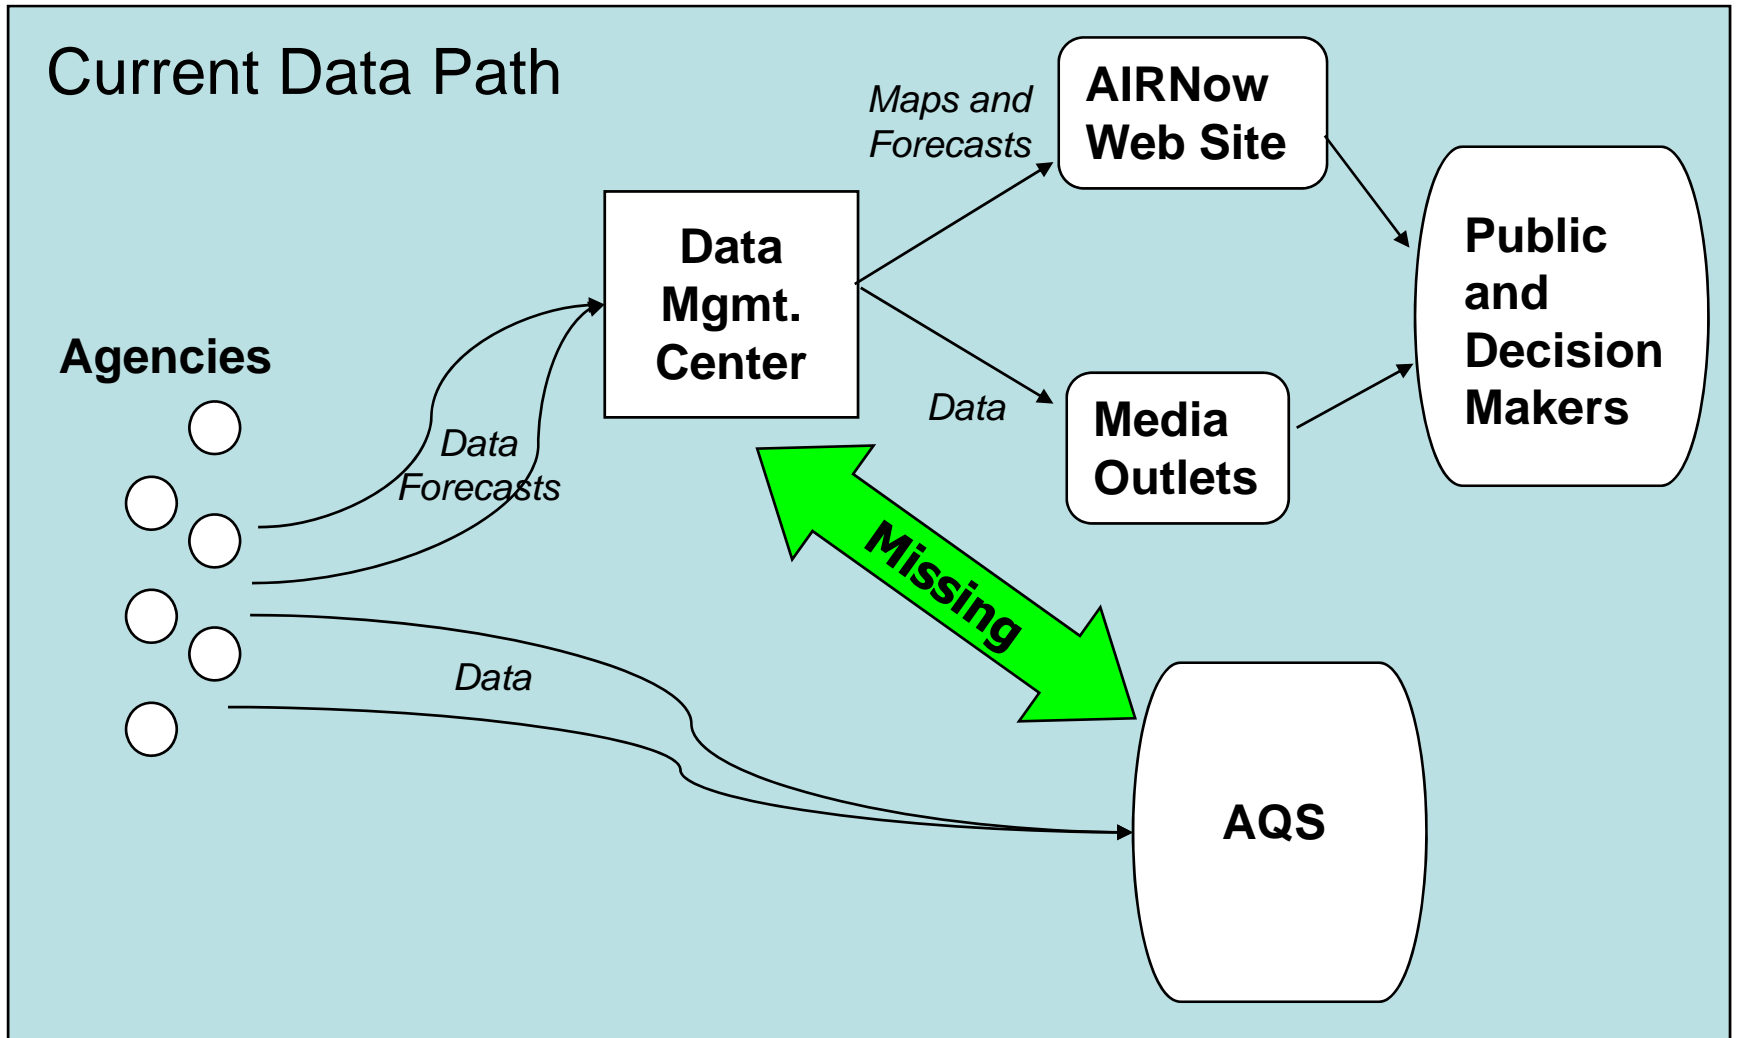 Current Data Path
Maps and
Forecasts
AIRNow
Web Site
Data
Mgmt.
Center
Public
and
Decision
Makers
Agencies
Data
Forecasts
Data
Media
Outlets
Missing
Data
AQS